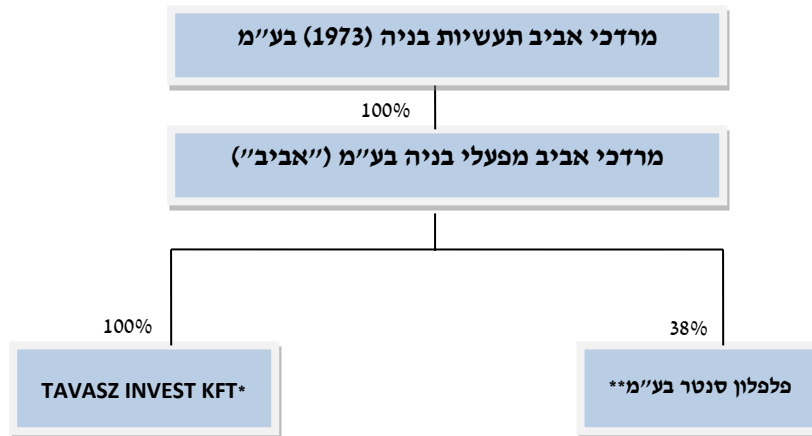 מרדכי אביב תעשיות בניה (1973) בע״מ
100%
מרדכי אביב מפעלי בניה בע״מ (״אביב״)
38%
100%
פלפלון סנטר בע״מ**
TAVASZ INVEST KFT*